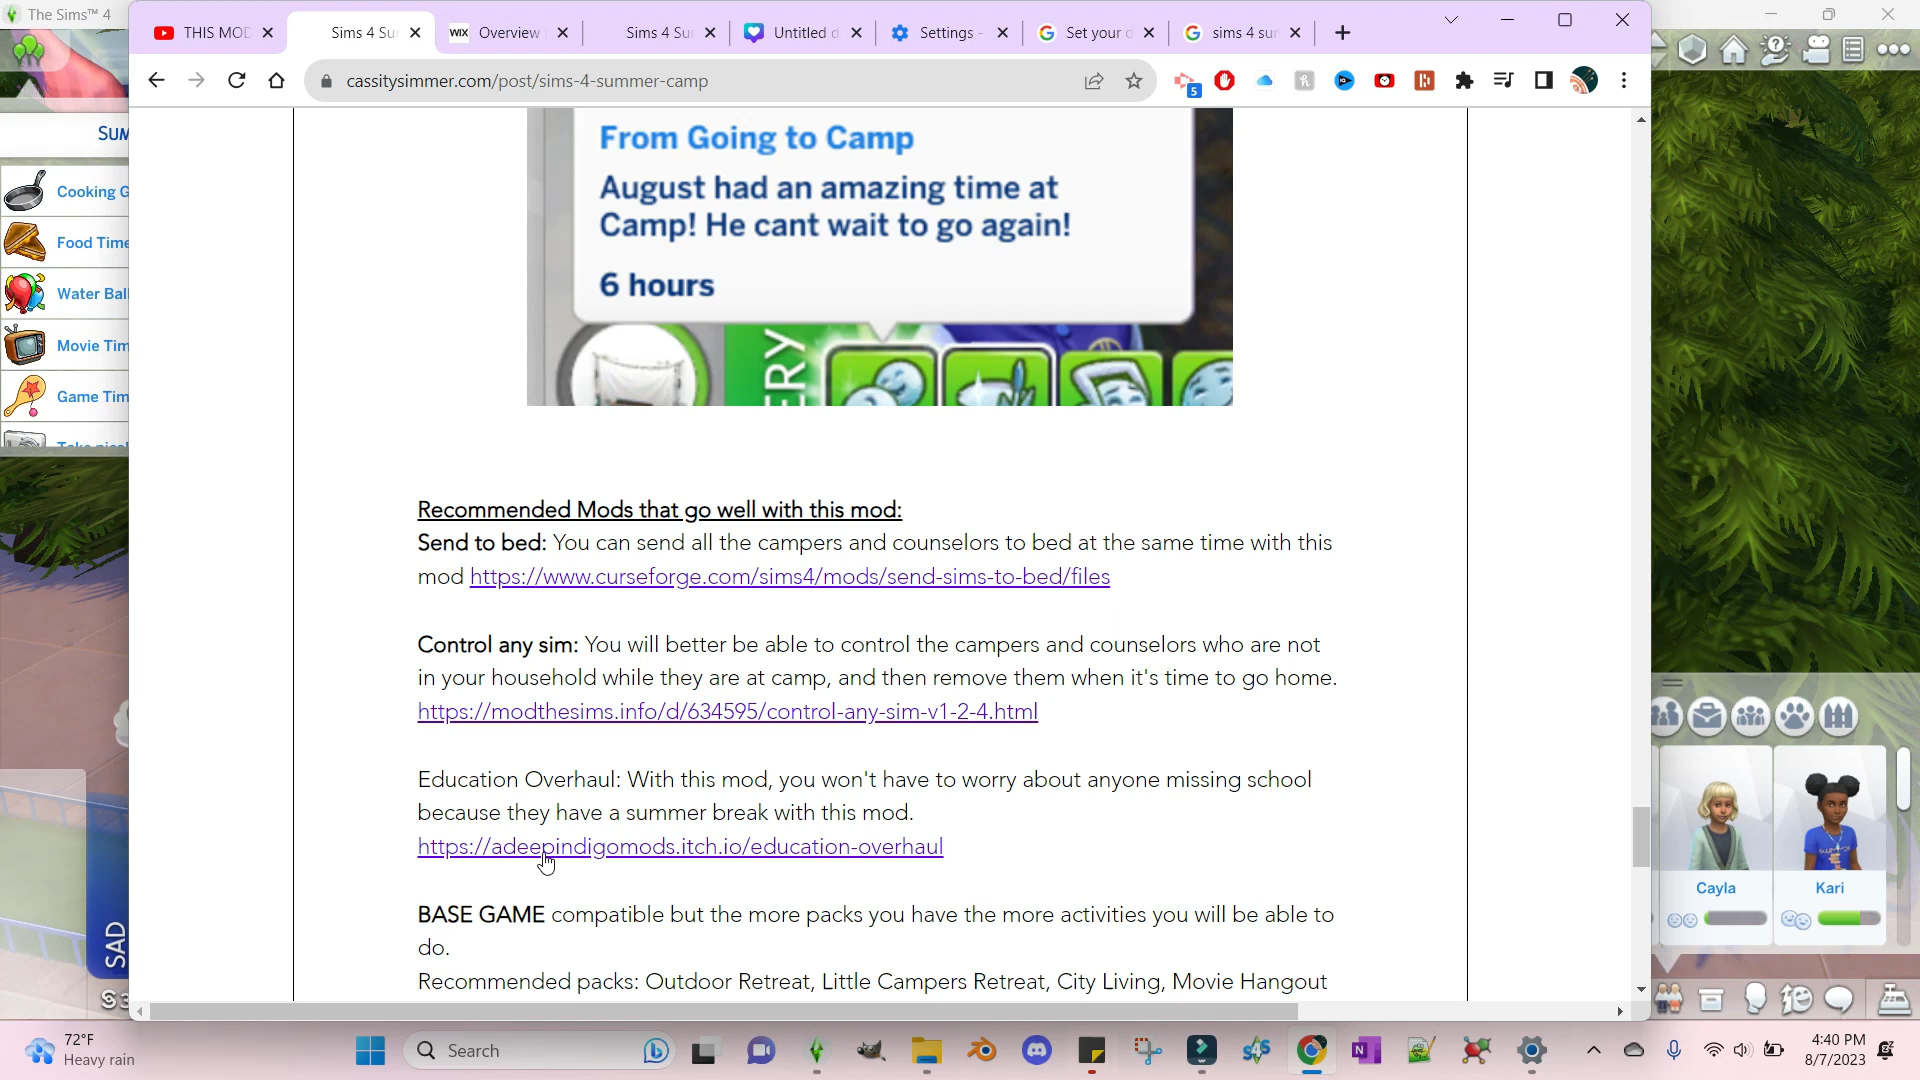 The Sims™ 4
THIS MOD
Sims 4 Su
WIX Overview
Sims 4 Su
Untitled d
Settings -
Set your d
sims 4 sur
cassitysimmer.com/post/sims-4-summer-camp
5
SUM
Cooking G
Food Time
Water Ball
Movie Tim
Game Tim
From Going to Camp
August had an amazing time at
Camp! He cant wait to go again!
6 hours
ERY
Recommended Mods that go well with this mod:
Send to bed: You can send all the campers and counselors to bed at the same time with this
mod https://www.curseforge.com/sims4/mods/send-sims-to-bed/files
Control any sim: You will better be able to control the campers and counselors who are not
in your household while they are at camp, and then remove them when it's time to go home.
https://modthesims.info/d/634595/control-any-sim-v1-2-4.html
Education Overhaul: With this mod, you won't have to worry about anyone missing school
because they have a summer break with this mod.
https://adeepindigomods.itch.io/education-overhaul
BASE GAME compatible but the more packs you have the more activities you will be able to
do.
Recommended packs: Outdoor Retreat, Little Campers Retreat, City Living, Movie Hangout
SAD
Cayla
Kari
72°F
Heavy rain
Search
4:40 PM
8/7/2023